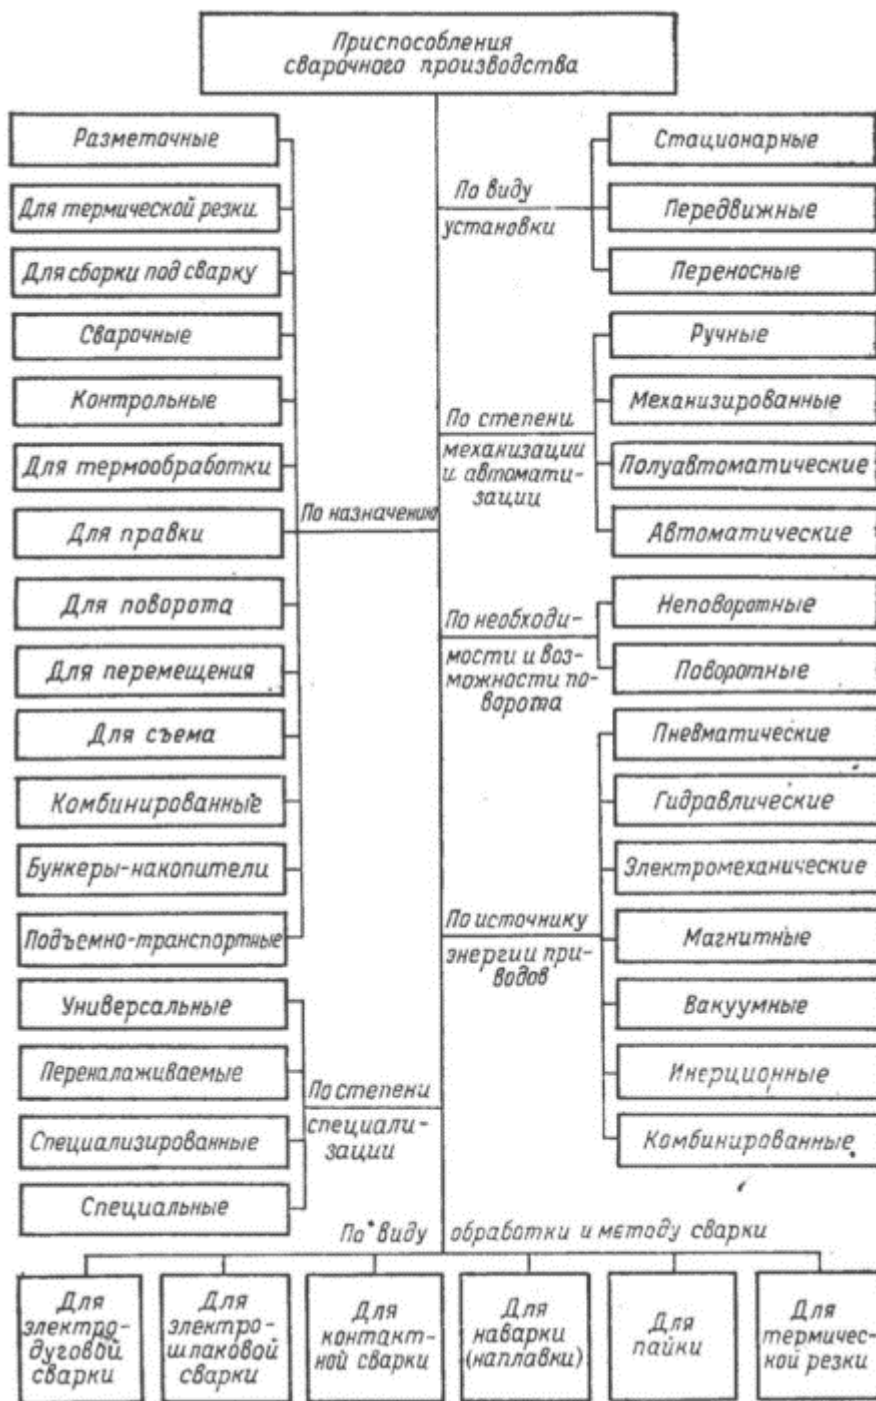 Приспособления
сварочного производства
Разметочные
Для термической резки.
Для сборки под сварку
Сварочные
Контрольные
Для термообработки
Для правки
Для поворота
Для перемещения
Для съема
Комбинированные
Бункеры-накопители
Подъемно-транспортные
По назначению
Универсальные
Переналаживаемые
Специализированные
Специальные
По степени
специали-
зации
По виду
установки
Стационарные
Передвижные
Переносные
По степени
механизации
и автомати-
зации
Ручные
Механизированные
Полуавтоматические
Автоматические
По необходи-
мости и воз-
можности по-
ворота
Неповоротные
Поворотные
По источнику
энергии при-
водов
Пневматические
Гидравлические
Электромеханические
Магнитные
Вакуумные
Инерционные
Комбинированные
По виду обработки и методу сварки
Для
электро-
дуговой
сварки
Для
электро-
шлаковой
сварки
Для
контакт-
ной сварки
Для
наварки
(наплавки)
Для
пайки
Для
термичес-
кой резки